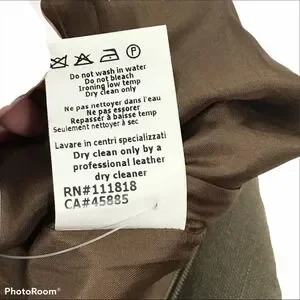 Do not wash in water
Do not bleach
Ironing low temp
Dry clean only
Ne pas nettoyer dans l'eau
Ne pas essorer
Repasser à baisse temp
Seulement nettoyer à sec
Lavare in centri specializzati
Dry clean only by a
professional leather
dry cleaner
RN#111818
CA#45885
PhotoRoom